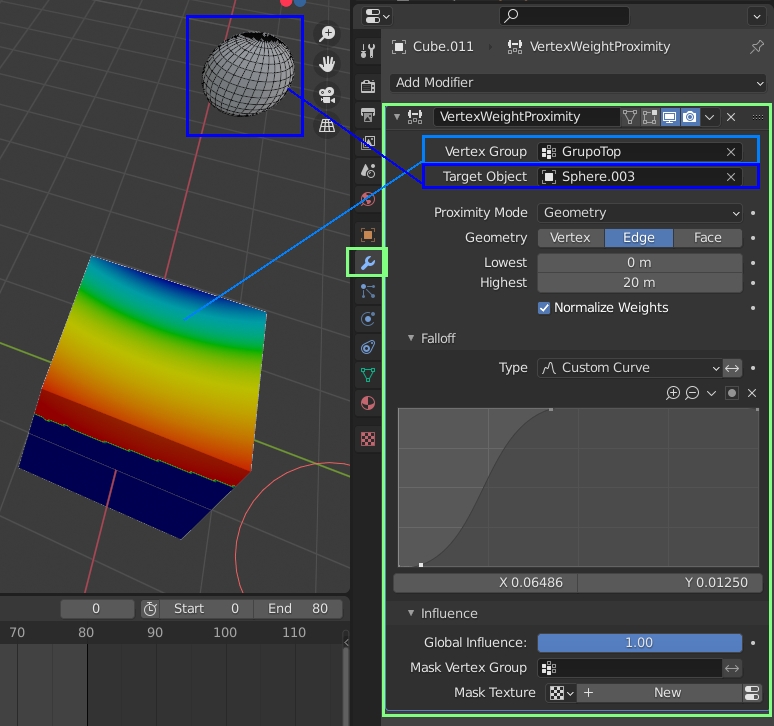 Cube.011 VertexWeightProximity
Add Modifier
VertexWeightProximity
Vertex Group GrupoTop
Target Object Sphere.003
Proximity Mode Geometry
Geometry Vertex Edge Face
Lowest 0 m
Highest 20 m
Normalize Weights
Falloff
Type Custom Curve
X 0.06486 Y 0.01250
Influence
Global Influence: 1.00
Mask Vertex Group
Mask Texture New
0 Start 0 End 80
70 80 90 100 110